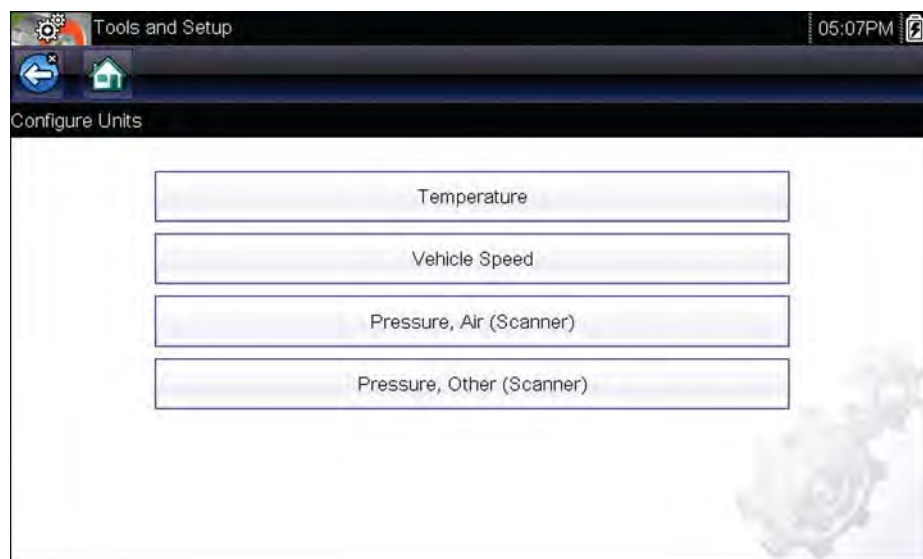 Tools and Setup
05:07PM
Configure Units
Temperature
Vehicle Speed
Pressure, Air (Scanner)
Pressure, Other (Scanner)